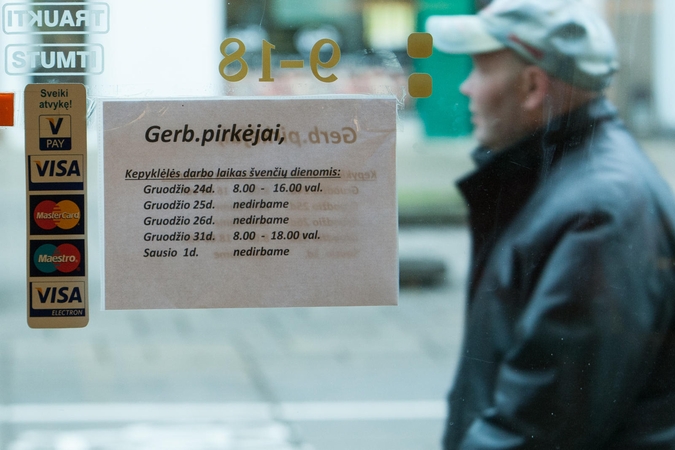 TRAUKTI
STUMTI
9-18
Sveiki
atvykę!
V
PAY
VISA
MasterCard
Maestro
VISA
ELECTRON
Gerb.pirkėjai,
Kepyklėlės darbo laikas švenčių dienomis:
Gruodžio 24d. 8.00 - 16.00 val.
Gruodžio 25d. nedirbame
Gruodžio 26d. nedirbame
Gruodžio 31d. 8.00 - 18.00 val.
Sausio 1d. nedirbame